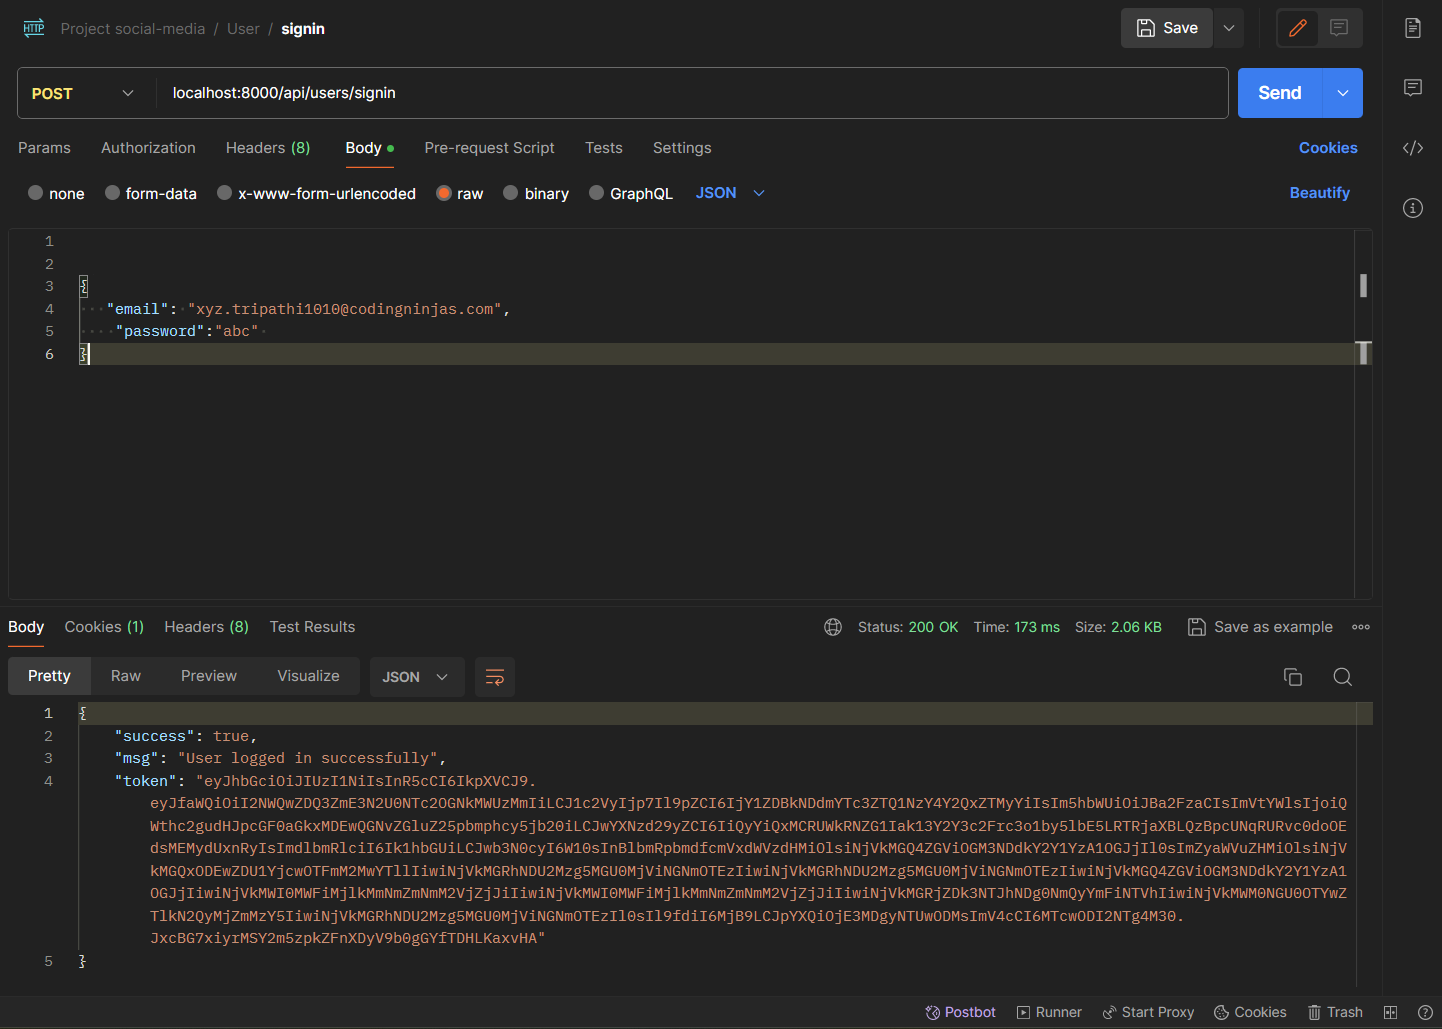 HTTP Project social-media / User / signin Save
POST localhost:8000/api/users/signin Send
Params Authorization Headers (8) Body Pre-request Script Tests Settings Cookies
none form-data x-www-form-urlencoded raw binary GraphQL JSON Beautify
1
2
3 {
4 "email": "xyz.tripathi1010@codingninjas.com",
5 "password":"abc"
6 }
Body Cookies (1) Headers (8) Test Results Status: 200 OK Time: 173 ms Size: 2.06 KB Save as example
Pretty Raw Preview Visualize JSON
1 {
2 "success": true,
3 "msg": "User logged in successfully",
4 "token": "eyJhbGciOiJIUzI1NiIsInR5cCI6IkpXVCJ9.
eyJfaWQiOiI2NWQwZDQ3ZmE3N2U0NTc2OGNkMWUzMmIiLCJ1c2VyIjp7Il9pZCI6IjY1ZDBkNDdmYTc3ZTQ1NzY4Y2QxZTMyYiIsIm5hbWUiOiJBa2FzaCIsImVtYWlsIjoiQ
Wthc2gudHJpcGF0aGkxMDEwQGNvZGluZ25pbmphcy5jb20iLCJwYXNzd29yZCI6IiQyYiQxMCRUWkRNZG1Iak13Y2Y3c2Frc3o1by5lbE5LRTRjaXBLQzBpcUNqRURvc0doOE
dsMEMydUxnRyIsImdlbmRlciI6Ik1hbGUiLCJwb3N0cyI6W10sInBlbmRpbmdfcmVxdWVzdHMiOlsiNjVkMGQ4ZGViOGM3NDdkY2Y1YzA1OGJjIl0sImZyaWVuZHMiOlsiNjV
kMGQxODEwZDU1YjcwOTFmM2MwYTllIiwiNjVkMGRhNDU2Mzg5MGU0MjViNGNmOTEzIiwiNjVkMGRhNDU2Mzg5MGU0MjViNGNmOTEzIiwiNjVkMGQ4ZGViOGM3NDdkY2Y1YzA1
OGJjIiwiNjVkMWI0MWFiMjlkMmNmZmNmM2VjZjJiIiwiNjVkMWI0MWFiMjlkMmNmZmNmM2VjZjJiIiwiNjVkMGRjZDk3NTJhNDg0NmQyYmFiNTVhIiwiNjVkMWM0NGU0OTYwZ
TlkN2QyMjZmMzY5IiwiNjVkMGRhNDU2Mzg5MGU0MjViNGNmOTEzIl0sIl9fdiI6MjB9LCJpYXQiOjE3MDgyNTUwODMsImV4cCI6MTcwODI2NTg4M30.
JxcBG7xiyrMSY2m5zpkZFnXDyV9b0gGYfTDHLKaxvHA"
5 }
Postbot Runner Start Proxy Cookies Trash